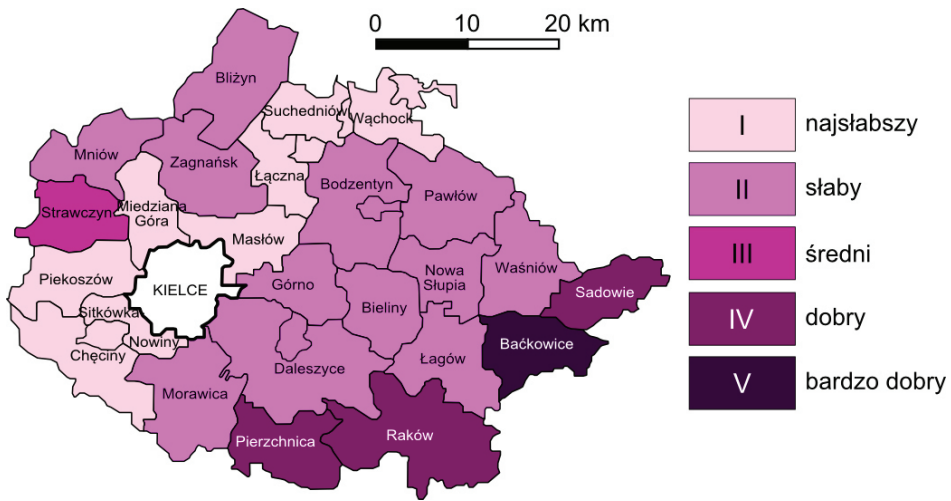 0 10 20 km
Bliżyn
Suchedniów
Wąchock
Mniów
Zagnańsk
Łączna
Bodzentyn
Pawłów
Strawczyn
Miedziana
Góra
Masłów
Piekoszów
KIELCE
Górno
Nowa
Słupia
Waśniów
Sadowie
Sitkówka
Nowiny
Bieliny
Chęciny
Daleszyce
Łagów
Baćkowice
Morawica
Pierzchnica
Raków
I najsłabszy
II słaby
III średni
IV dobry
V bardzo dobry